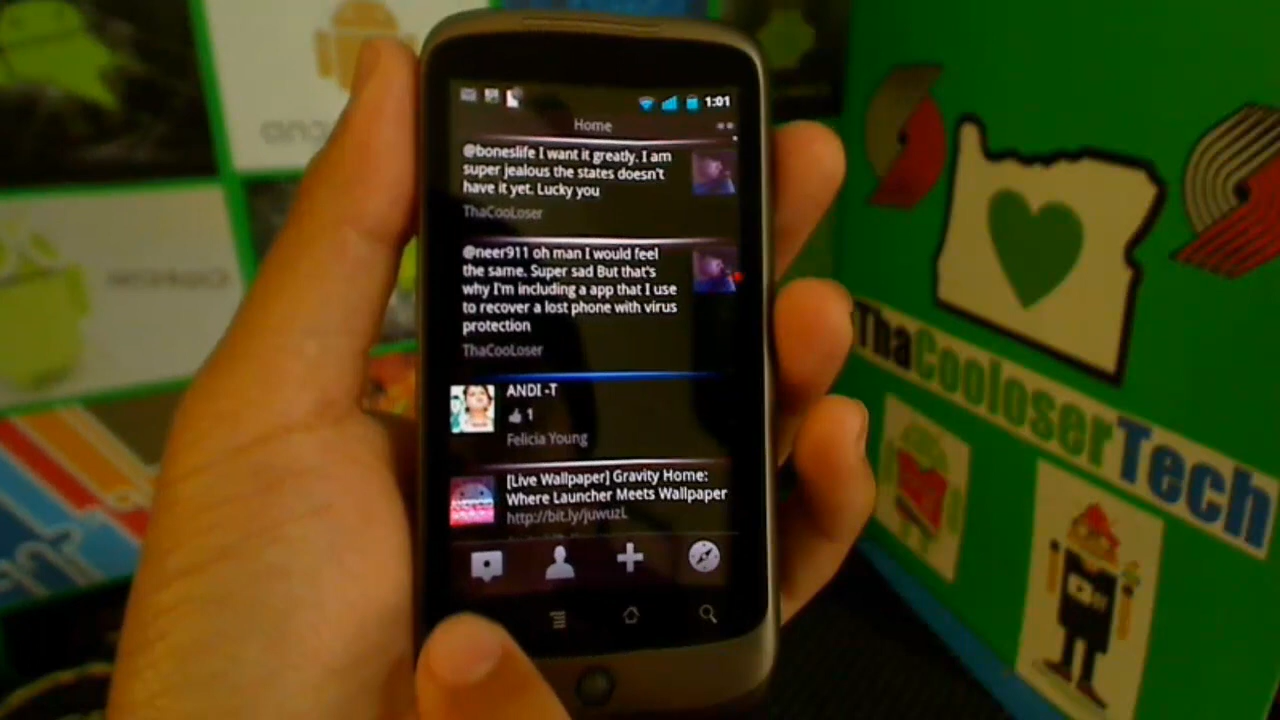 1:01
Home
@boneslife I want it greatly. I am
super jealous the states doesn't
have it yet. Lucky you
ThaCooLoser
@neer911 oh man I would feel
the same. Super sad But that's
why I'm including a app that I use
to recover a lost phone with virus
protection
ThaCooLoser
ANDI -T
1
Felicia Young
[Live Wallpaper] Gravity Home:
Where Launcher Meets Wallpaper
http://bit.ly/juwuzL
ThaCooloserTech